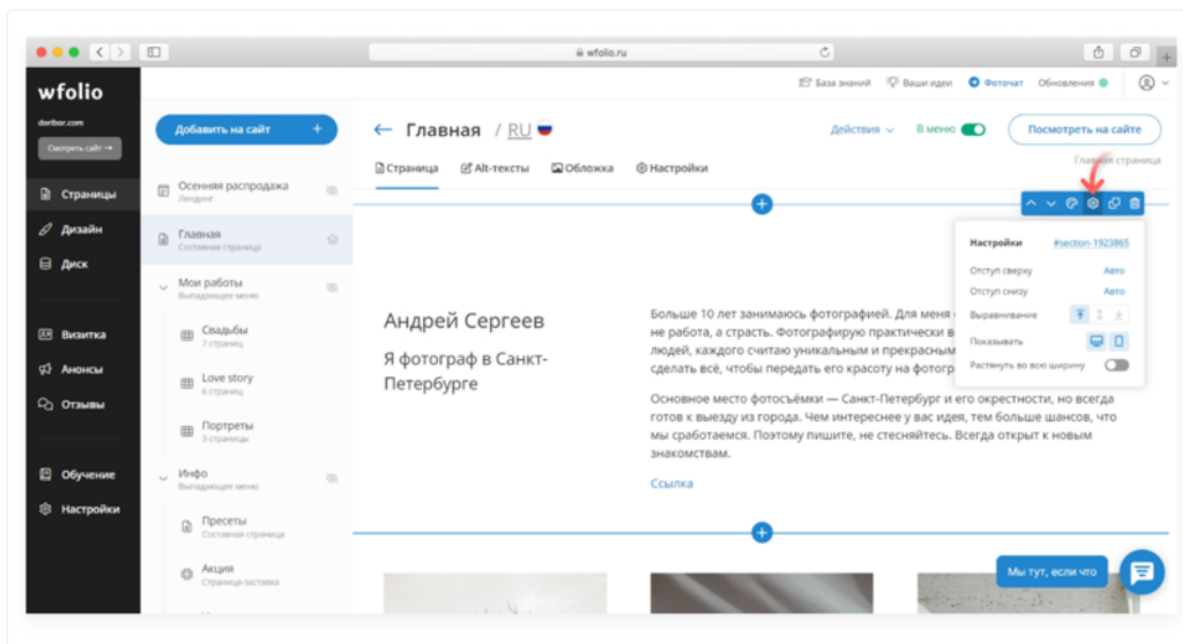 wfolio.ru
wfolio
doribor.com
Смотреть сайт →
Страницы
Дизайн
Диск
Визитка
Анонсы
Отзывы
Обучение
Настройки
База знаний
Ваши идеи
Фоточат
Обновления
Добавить на сайт +
Осенняя распродажа
Лендинг
Главная
Составная страница
Мои работы
Выпадающее меню
Свадьбы
7 страниц
Love story
6 страниц
Портреты
3 страницы
Инфо
Выпадающее меню
Пресеты
Составная страница
Акция
Страница-заставка
← Главная / RU
Действия
В меню
Посмотреть на сайте
Страница
Alt-тексты
Обложка
Настройки
Главная страница
Настройки #section-1923865
Отступ сверху Авто
Отступ снизу Авто
Выравнивание
Показывать
Растянуть во всю ширину
Андрей Сергеев
Я фотограф в Санкт-
Петербурге
Больше 10 лет занимаюсь фотографией. Для меня
не работа, а страсть. Фотографирую практически в
людей, каждого считаю уникальным и прекрасным
сделать всё, чтобы передать его красоту на фотогр
Основное место фотосъёмки — Санкт-Петербург и его окрестности, но всегда
готов к выезду из города. Чем интереснее у вас идея, тем больше шансов, что
мы сработаемся. Поэтому пишите, не стесняйтесь. Всегда открыт к новым
знакомствам.
Ссылка
Мы тут, если что